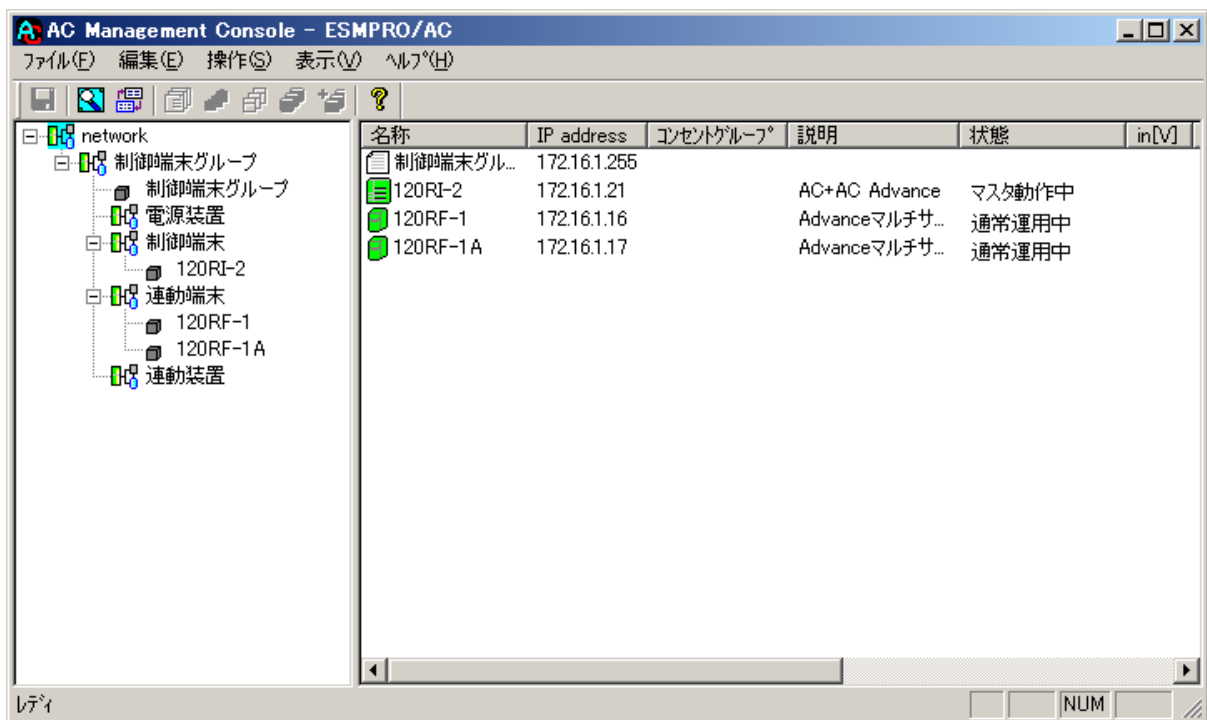 AC Management Console - ESMPRO/AC
ファイル(F) 編集(E) 操作(S) 表示(V) ヘルプ(H)
network
制御端末グループ
制御端末グループ
電源装置
制御端末
120RI-2
連動端末
120RF-1
120RF-1A
連動装置
名称 IP address コンセントグループ 説明 状態 in[V]
制御端末グル... 172.16.1.255
120RI-2 172.16.1.21 AC+AC Advance マスタ動作中
120RF-1 172.16.1.16 Advanceマルチサ... 通常運用中
120RF-1A 172.16.1.17 Advanceマルチサ... 通常運用中
レディ NUM